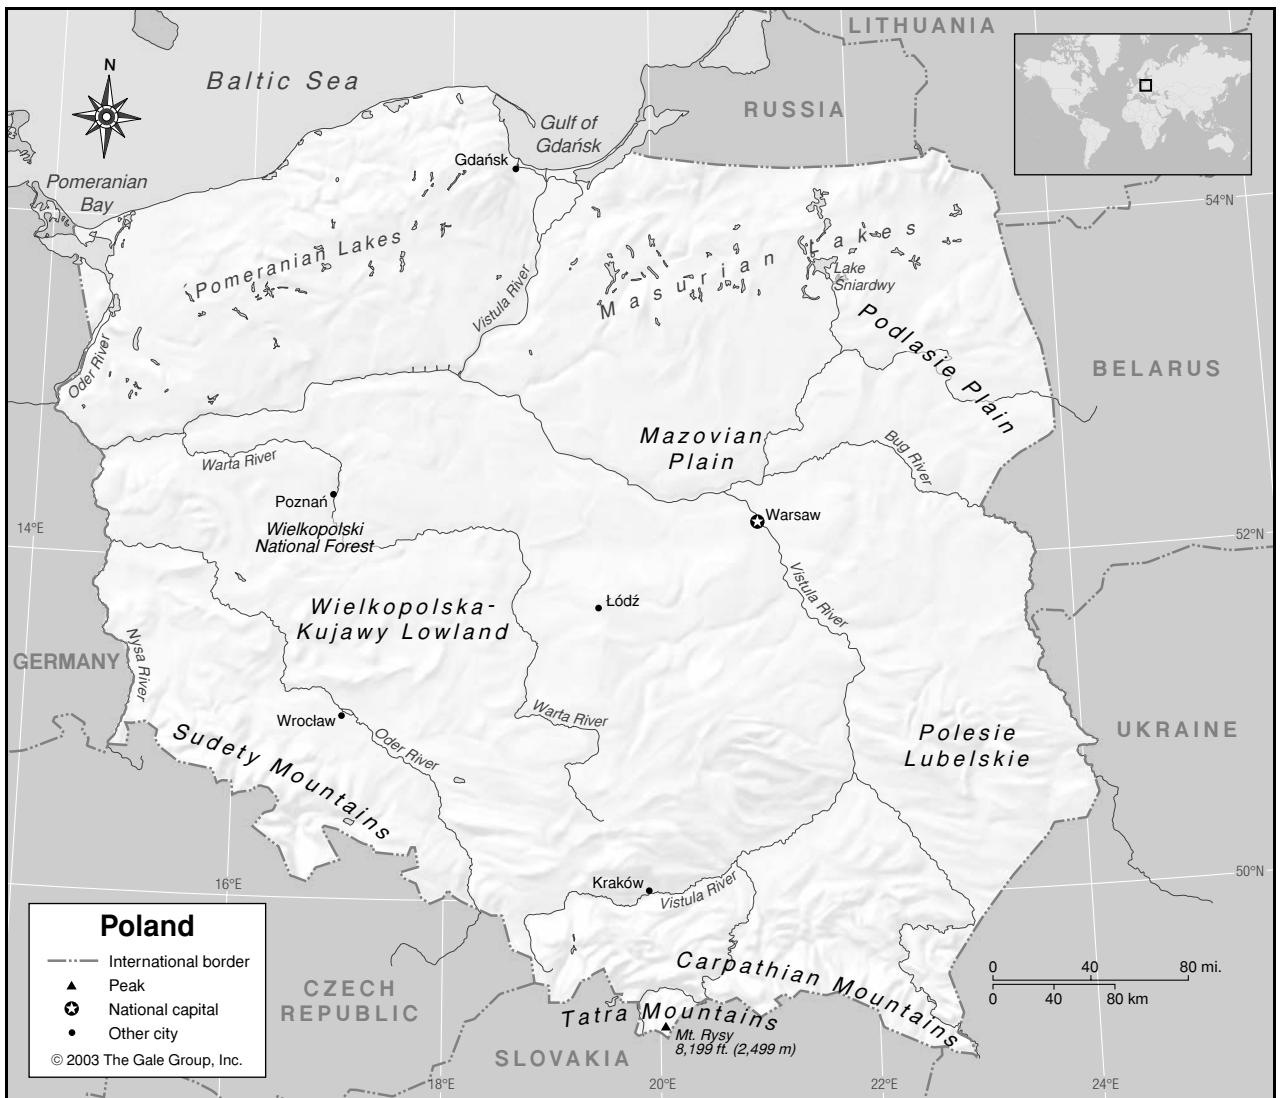 LITHUANIA
Baltic Sea
N
RUSSIA
Gulf of
Gdańsk
Gdańsk
Pomeranian
Bay
54°N
Pomeranian Lakes
Masurian Lakes
Lake
Śniardwy
Vistula River
Podlasie Plain
Oder River
BELARUS
Mazovian
Plain
Bug River
Warta River
Poznań
Wielkopolski
National Forest
Warsaw
14°E
52°N
Vistula River
Łódź
Wielkopolska-
Kujawy Lowland
GERMANY
Nysa River
Warta River
Wrocław
Sudety Mountains
Oder River
Polesie
Lubelskie
UKRAINE
50°N
16°E
Kraków
Vistula River
Carpathian Mountains
Tatra Mountains
Mt. Rysy
8,199 ft. (2,499 m)
CZECH
REPUBLIC
SLOVAKIA
Poland
International border
Peak
National capital
Other city
© 2003 The Gale Group, Inc.
0 40 80 mi.
0 40 80 km
18°E
20°E
22°E
24°E